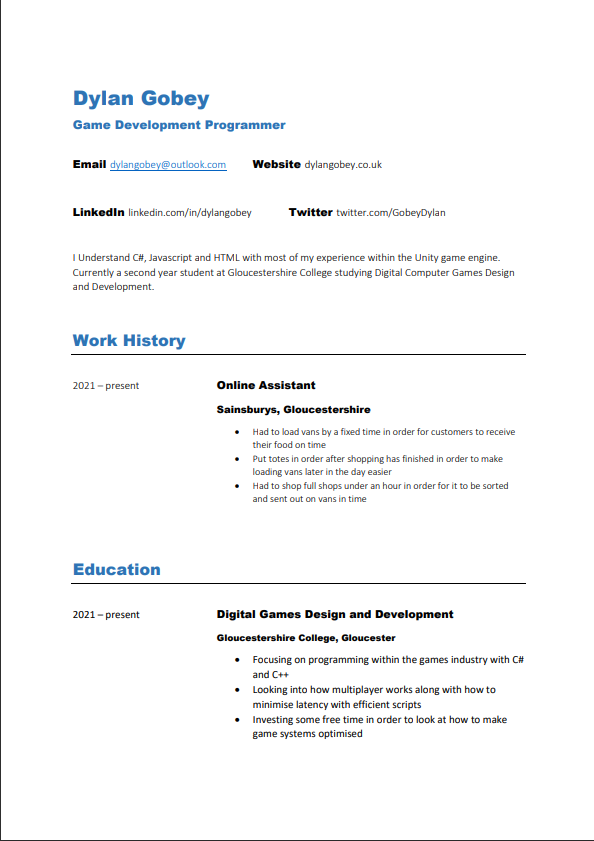 Dylan Gobey
Game Development Programmer
Email dylangobey@outlook.com Website dylangobey.co.uk
LinkedIn linkedin.com/in/dylangobey Twitter twitter.com/GobeyDylan
I Understand C#, Javascript and HTML with most of my experience within the Unity game engine.
Currently a second year student at Gloucestershire College studying Digital Computer Games Design
and Development.
Work History
2021 – present Online Assistant
Sainsburys, Gloucestershire
• Had to load vans by a fixed time in order for customers to receive
their food on time
• Put totes in order after shopping has finished in order to make
loading vans later in the day easier
• Had to shop full shops under an hour in order for it to be sorted
and sent out on vans in time
Education
2021 – present Digital Games Design and Development
Gloucestershire College, Gloucester
• Focusing on programming within the games industry with C#
and C++
• Looking into how multiplayer works along with how to
minimise latency with efficient scripts
• Investing some free time in order to look at how to make
game systems optimised